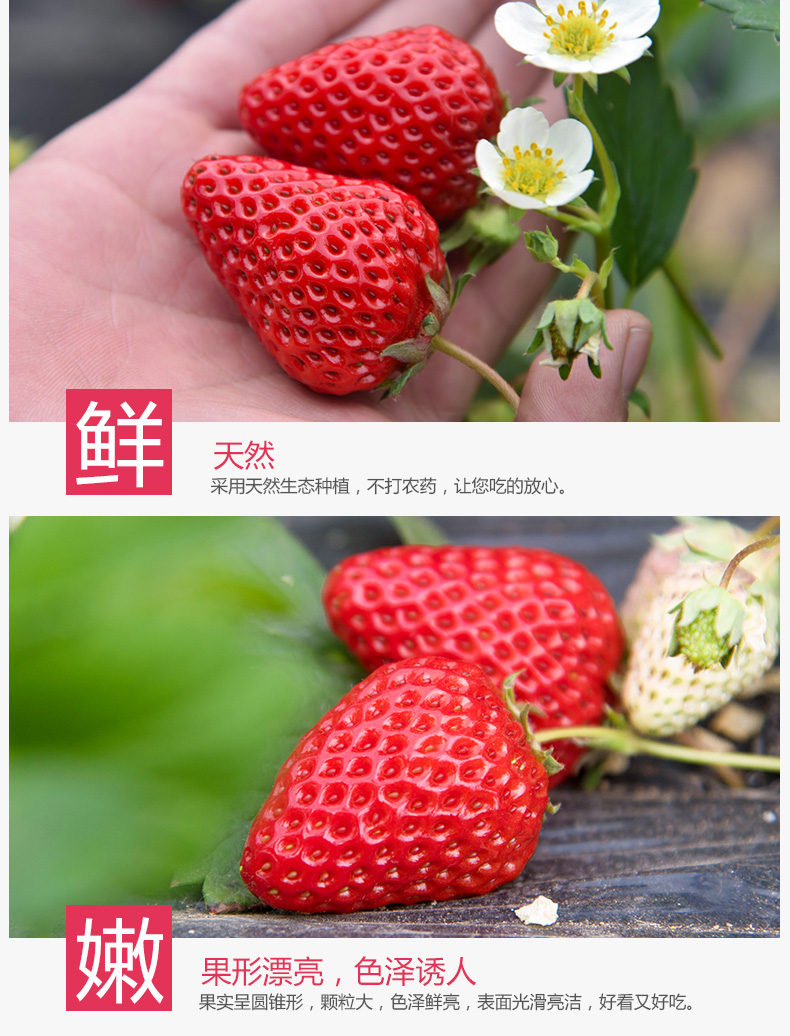 鲜
天然
采用天然生态种植，不打农药，让您吃的放心。
嫩
果形漂亮，色泽诱人
果实呈圆锥形，颗粒大，色泽鲜亮，表面光滑亮洁，好看又好吃。